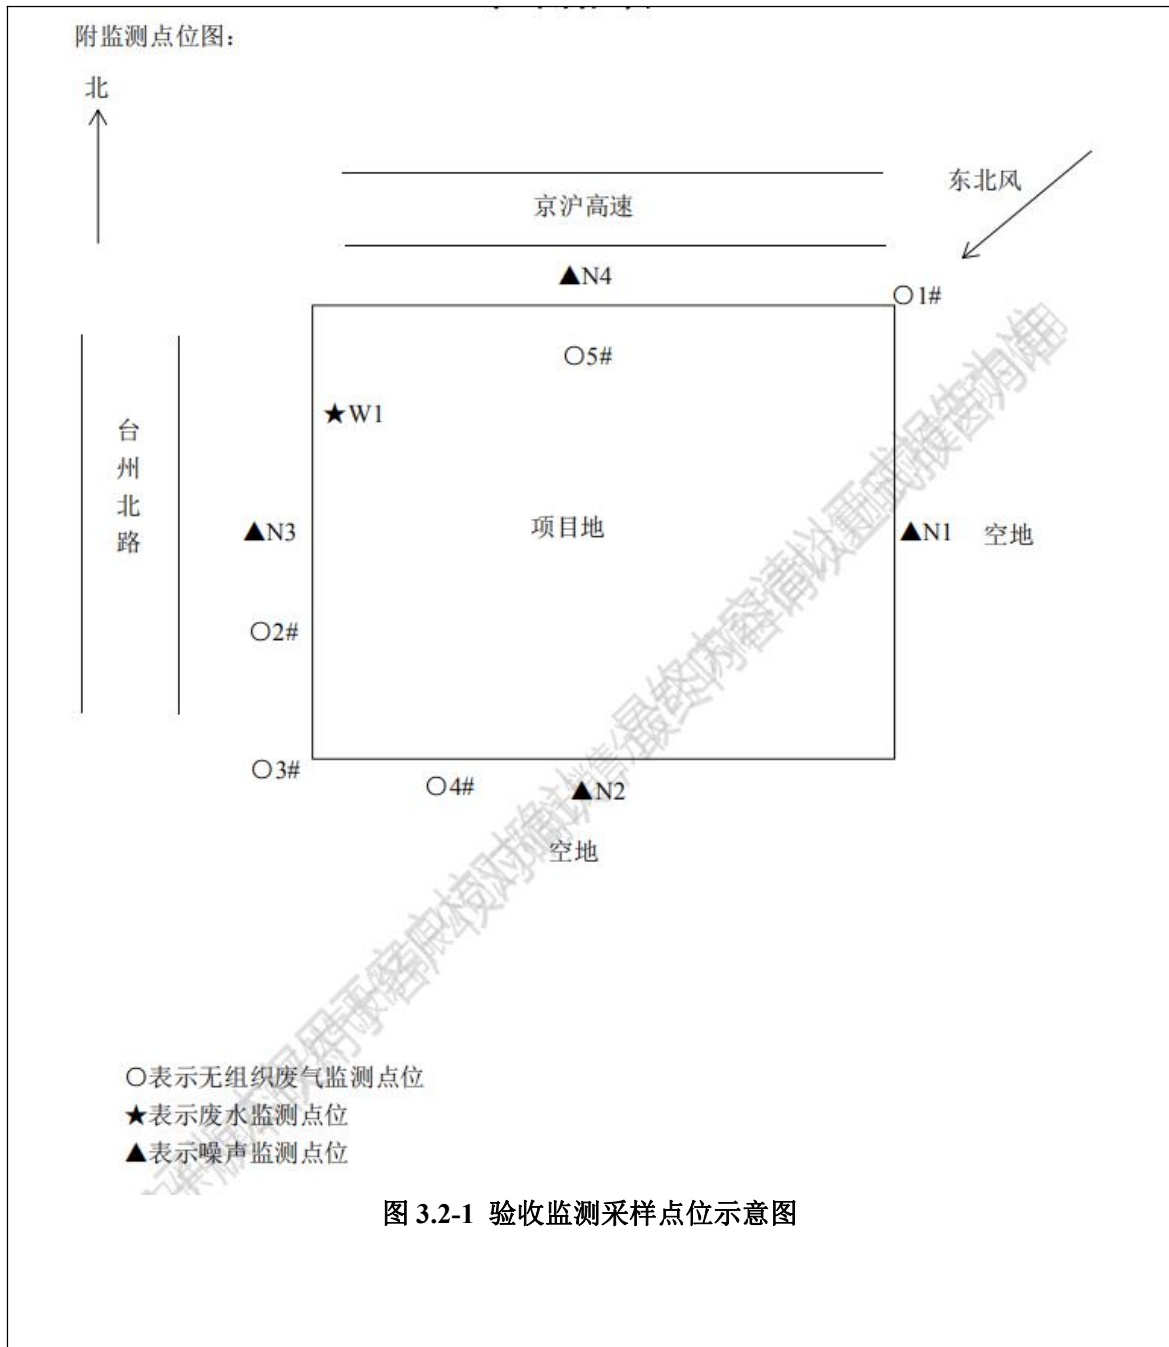 附监测点位图：
北
东北风
京沪高速
▲N4
○1#
○5#
★W1
台州北路
▲N3
项目地
▲N1
空地
○2#
○3#
○4#
▲N2
空地
○表示无组织废气监测点位
★表示废水监测点位
▲表示噪声监测点位
图 3.2-1 验收监测采样点位示意图